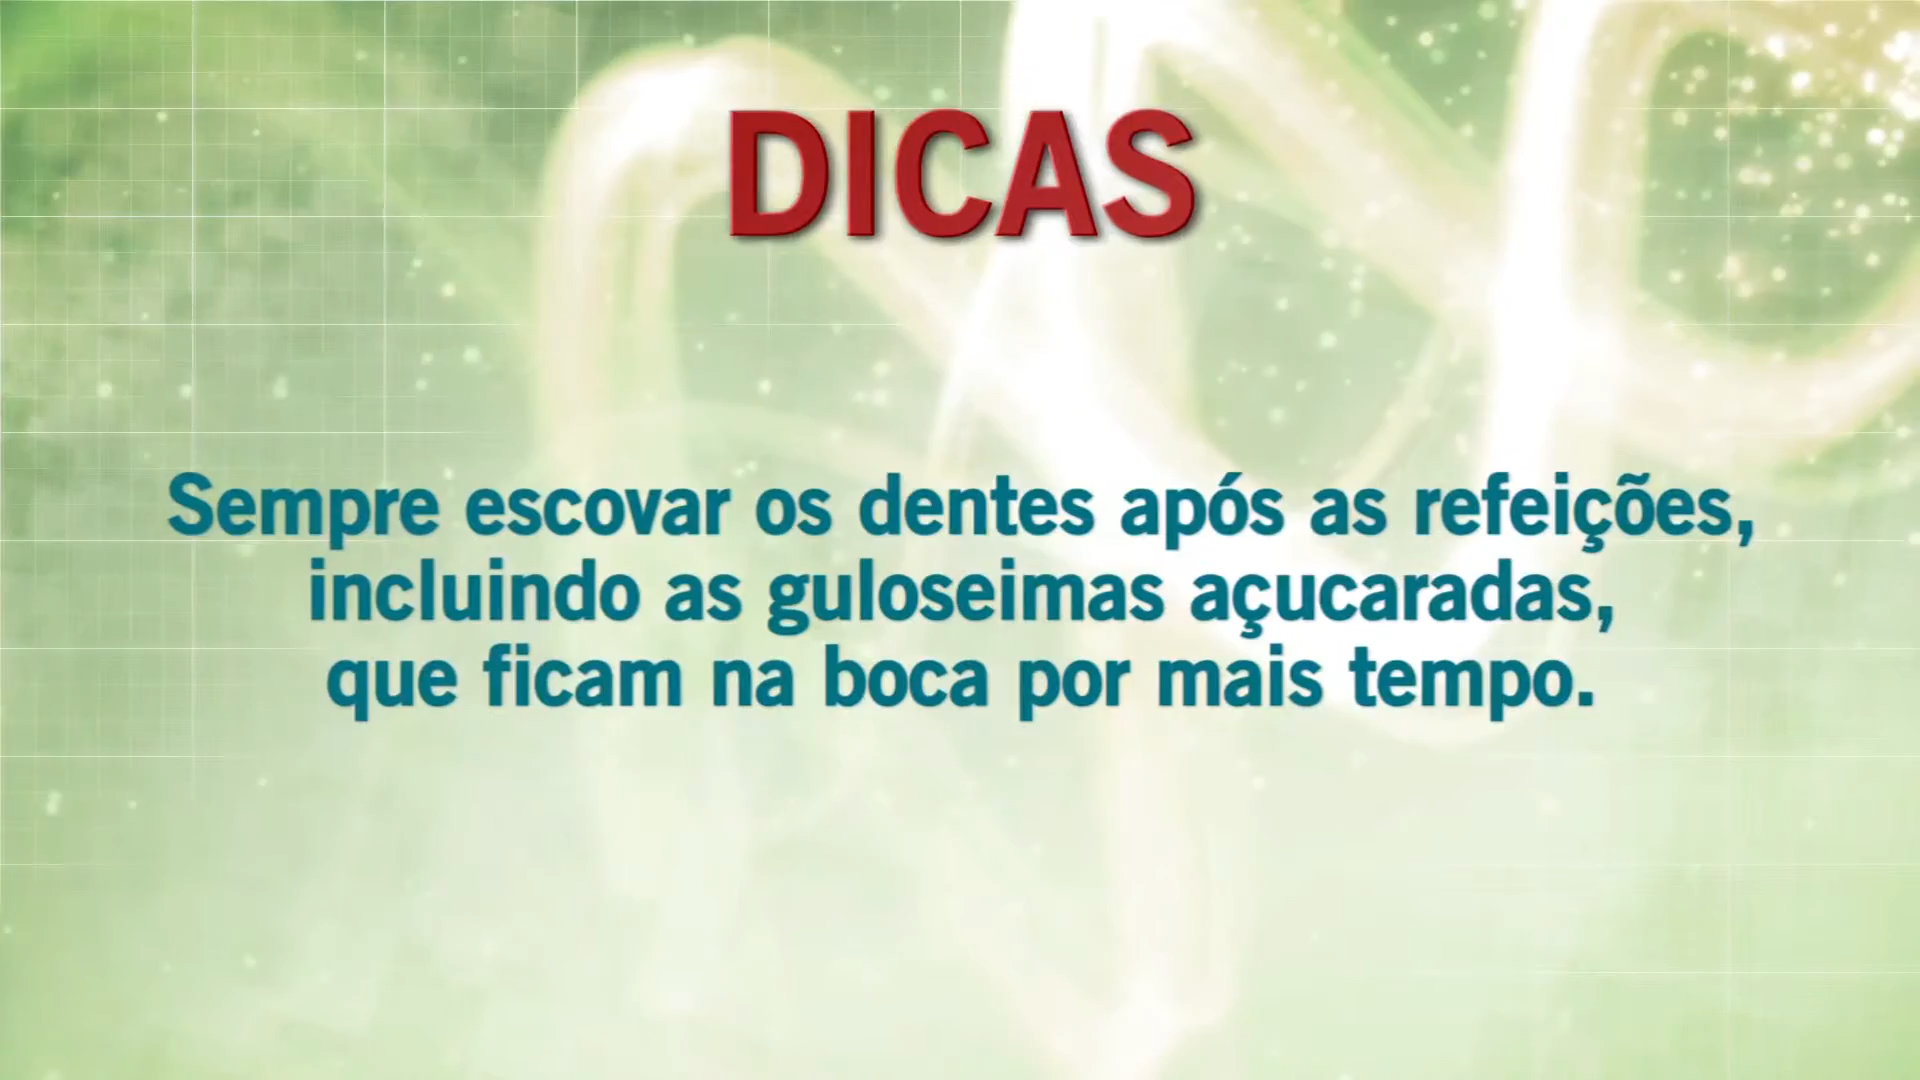 DICAS
Sempre escovar os dentes após as refeições,
incluindo as guloseimas açucaradas,
que ficam na boca por mais tempo.